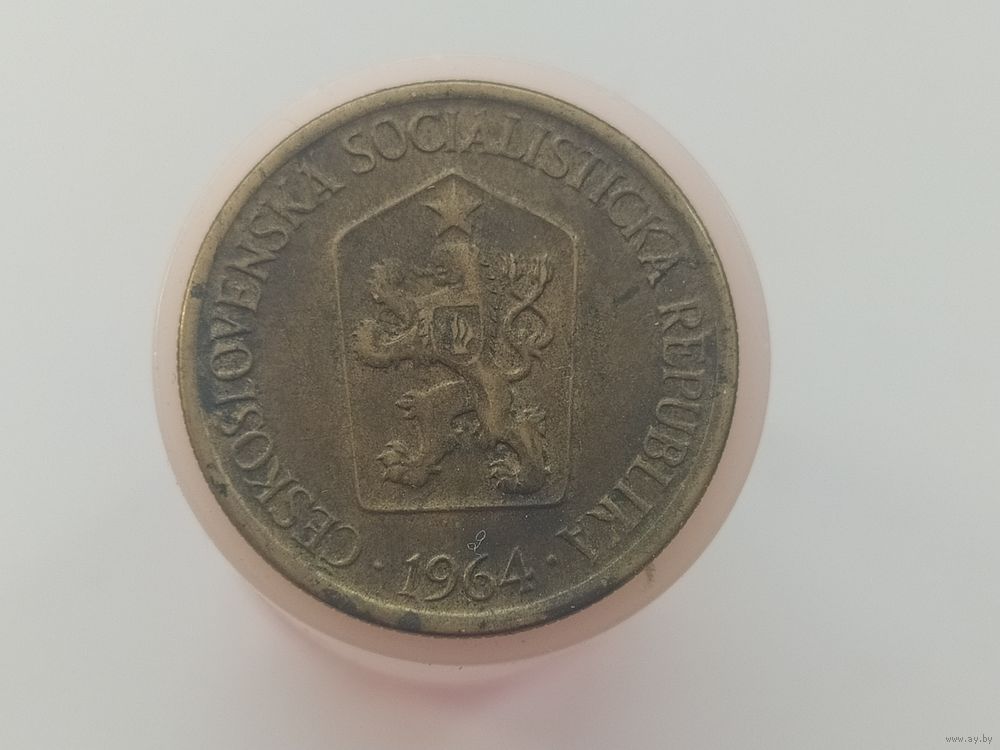 ČESKOSLOVENSKÁ SOCIALISTICKÁ REPUBLIKA
· 1964 ·
www.ay.by